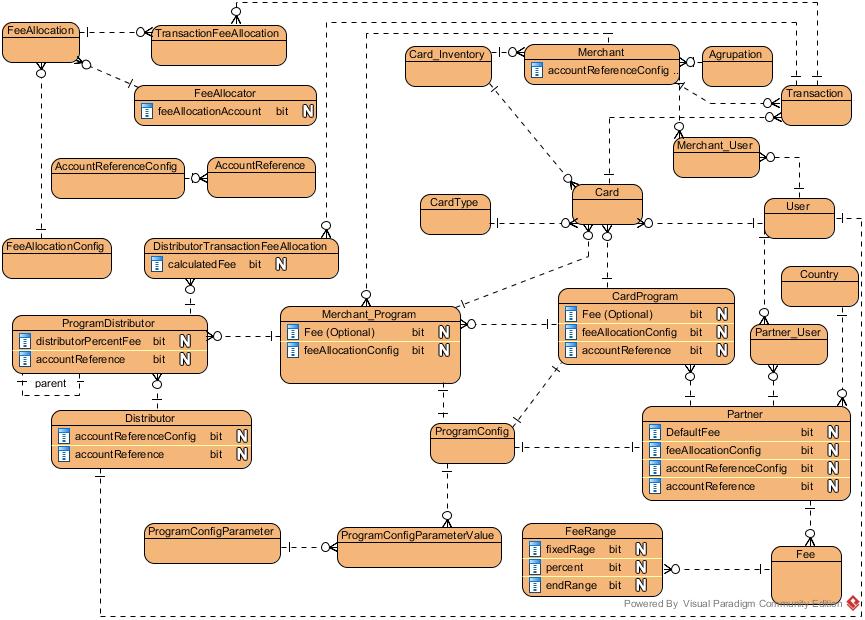 FeeAllocation
TransactionFeeAllocation
Card_Inventory
Merchant
accountReferenceConfig ..
Agrupation
Transaction
FeeAllocator
feeAllocationAccount bit N
Merchant_User
AccountReferenceConfig
AccountReference
Card
CardType
User
FeeAllocationConfig
DistributorTransactionFeeAllocation
calculatedFee bit N
Country
ProgramDistributor
distributorPercentFee bit N
accountReference bit N
parent
Merchant_Program
Fee (Optional) bit N
feeAllocationConfig bit N
CardProgram
Fee (Optional) bit N
feeAllocationConfig bit N
accountReference bit N
Partner_User
Distributor
accountReferenceConfig bit N
accountReference bit N
ProgramConfig
Partner
DefaultFee bit N
feeAllocationConfig bit N
accountReferenceConfig bit N
accountReference bit N
ProgramConfigParameter
ProgramConfigParameterValue
FeeRange
fixedRage bit N
percent bit N
endRange bit N
Fee
Powered By Visual Paradigm Community Edition